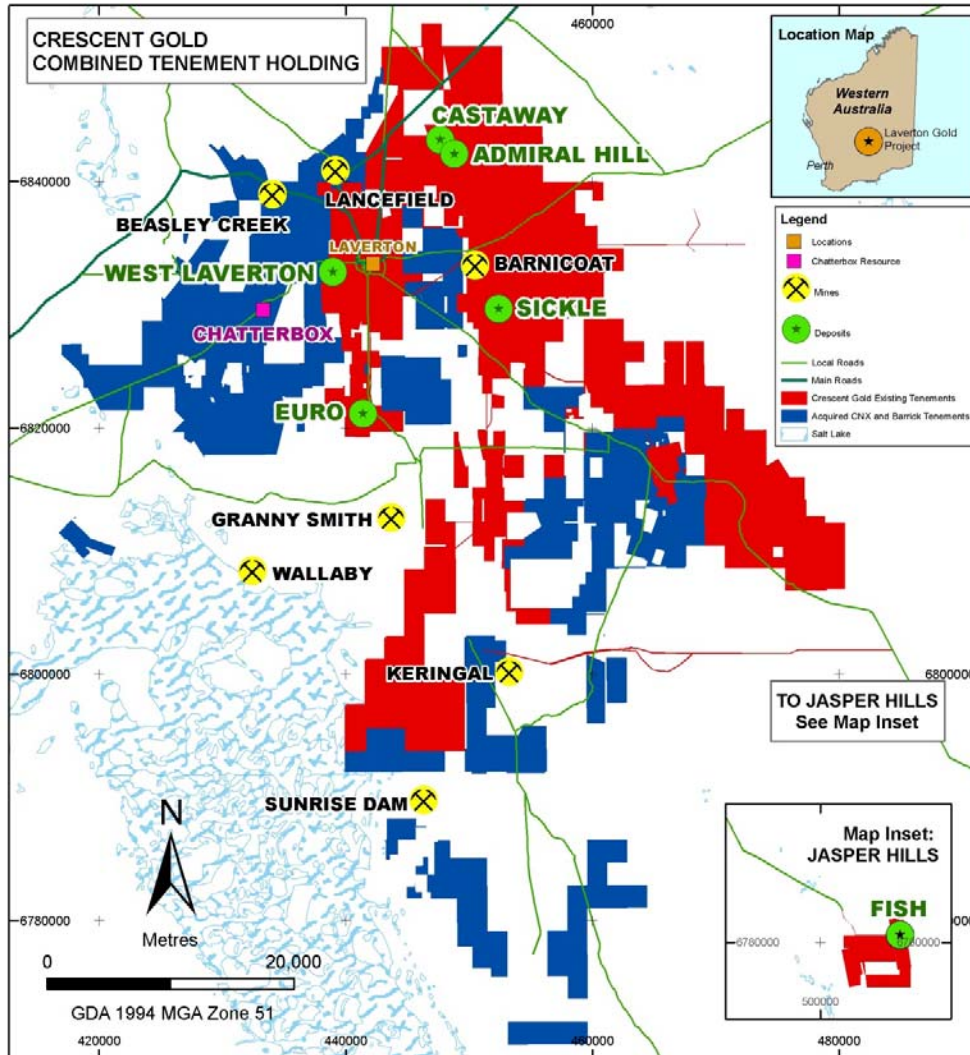 CRESCENT GOLD
COMBINED TENEMENT HOLDING
460000
Location Map
Western
Australia
Laverton Gold
Project
Perth
CASTAWAY
ADMIRAL HILL
6840000
LANCEFIELD
BEASLEY CREEK
LAVERTON
BARNICOAT
WEST LAVERTON
SICKLE
CHATTERBOX
EURO
6820000
Legend
Locations
Chatterbox Resource
Mines
Deposits
Local Roads
Main Roads
Crescent Gold Existing Tenements
Acquired CNX and Barrick Tenements
Salt Lake
GRANNY SMITH
WALLABY
KERINGAL
6800000
6800000
TO JASPER HILLS
See Map Inset
SUNRISE DAM
N
Metres
0
20,000
GDA 1994 MGA Zone 51
6780000
Map Inset:
JASPER HILLS
FISH
6780000
500000
420000
440000
460000
480000